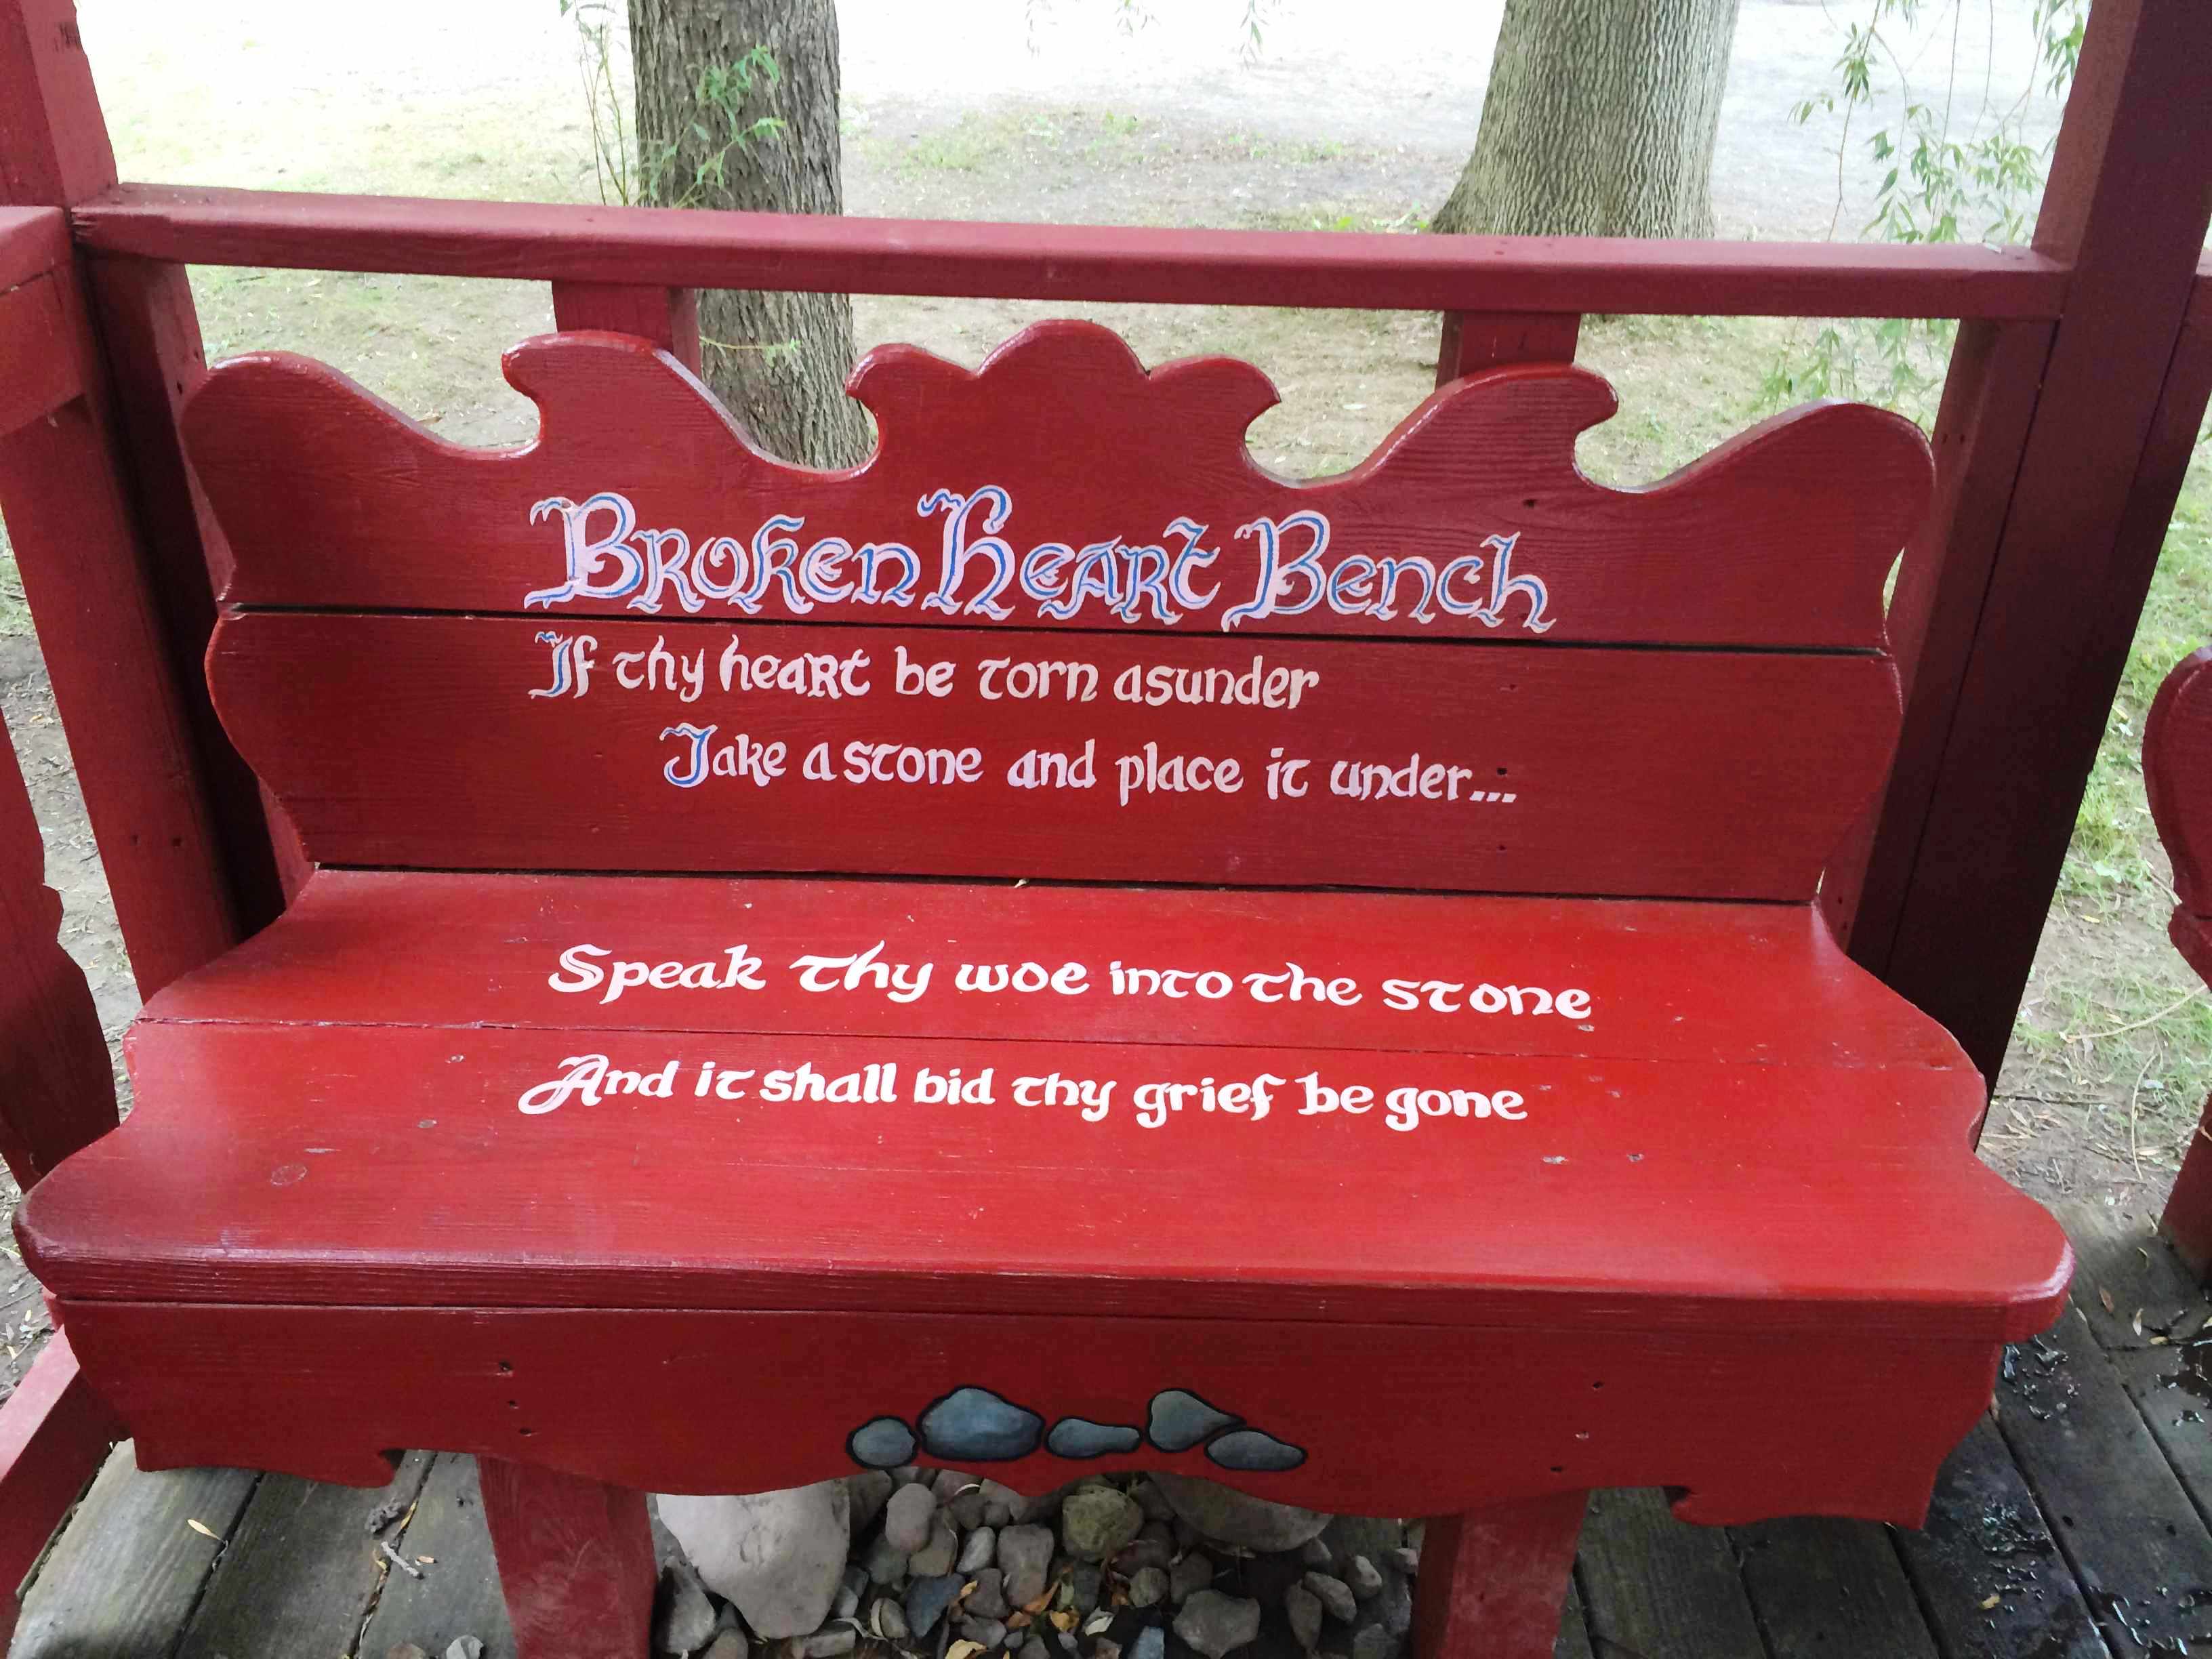 Broken Heart Bench
If thy heart be torn asunder
Take a stone and place it under...
Speak thy woe into the stone
And it shall bid thy grief be gone